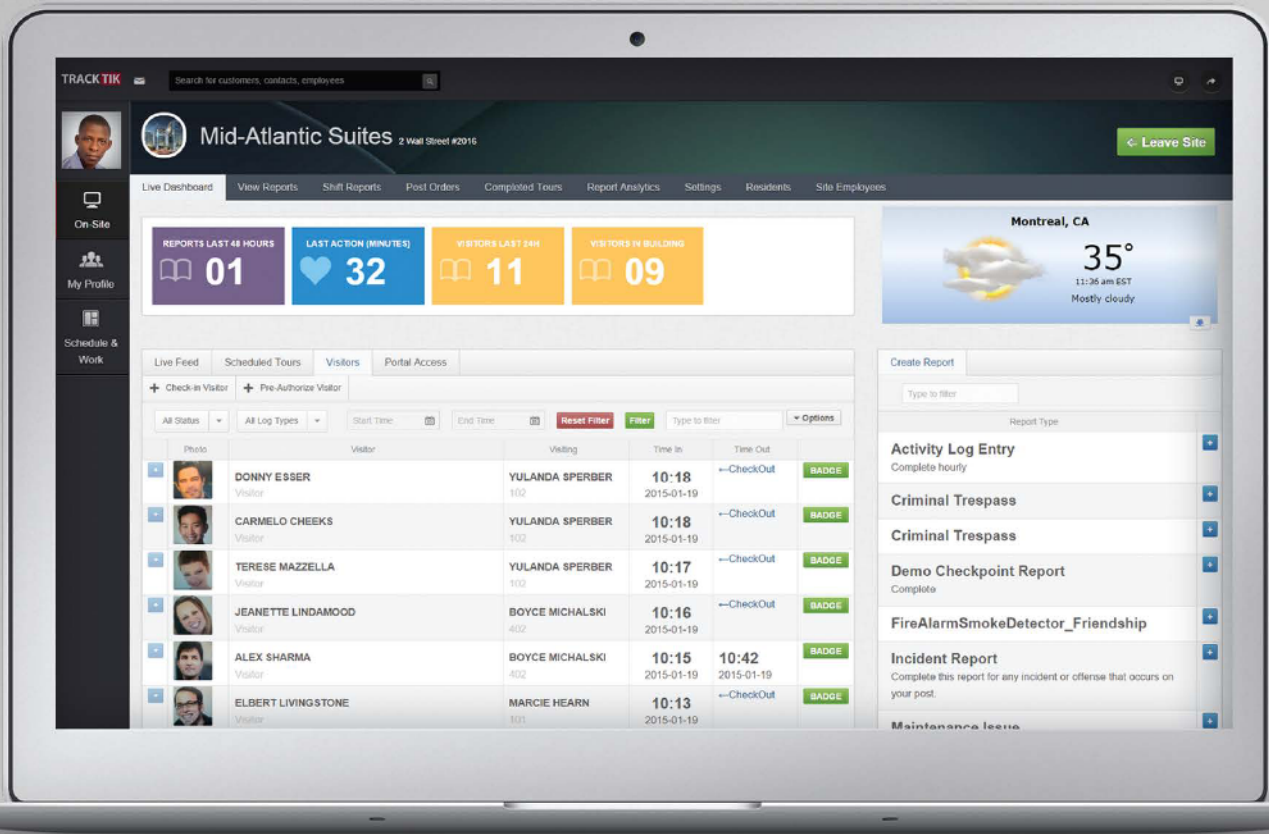 TRACKTIK
Search for customers, contacts, employees
Mid-Atlantic Suites 2 Wall Street #2016
Leave Site
On-Site
My Profile
Schedule &
Work
Live Dashboard View Reports Shift Reports Post Orders Completed Tours Report Analytics Settings Residents Site Employees
REPORTS LAST 48 HOURS
01
LAST ACTION (MINUTES)
32
VISITORS LAST 24H
11
VISITORS IN BUILDING
09
Montreal, CA
35°
11:36 am EST
Mostly cloudy
Live Feed Scheduled Tours Visitors Portal Access
+ Check-in Visitor + Pre-Authorize Visitor
All Status All Log Types Start Time End Time Reset Filter Filter Type to filter Options
Photo Visitor Visiting Time In Time Out
DONNY ESSER YULANDA SPERBER 10:18 ←CheckOut BADGE
Visitor 102 2015-01-19
CARMELO CHEEKS YULANDA SPERBER 10:18 ←CheckOut BADGE
Visitor 102 2015-01-19
TERESE MAZZELLA YULANDA SPERBER 10:17 ←CheckOut BADGE
Visitor 102 2015-01-19
JEANETTE LINDAMOOD BOYCE MICHALSKI 10:16 ←CheckOut BADGE
Visitor 402 2015-01-19
ALEX SHARMA BOYCE MICHALSKI 10:15 10:42 BADGE
Visitor 402 2015-01-19 2015-01-19
ELBERT LIVINGSTONE MARCIE HEARN 10:13 ←CheckOut BADGE
Visitor 101 2015-01-19
Create Report
Type to filter
Report Type
Activity Log Entry
Complete hourly
Criminal Trespass
Criminal Trespass
Demo Checkpoint Report
Complete
FireAlarmSmokeDetector_Friendship
Incident Report
Complete this report for any incident or offense that occurs on
your post.
Maintenance Issue